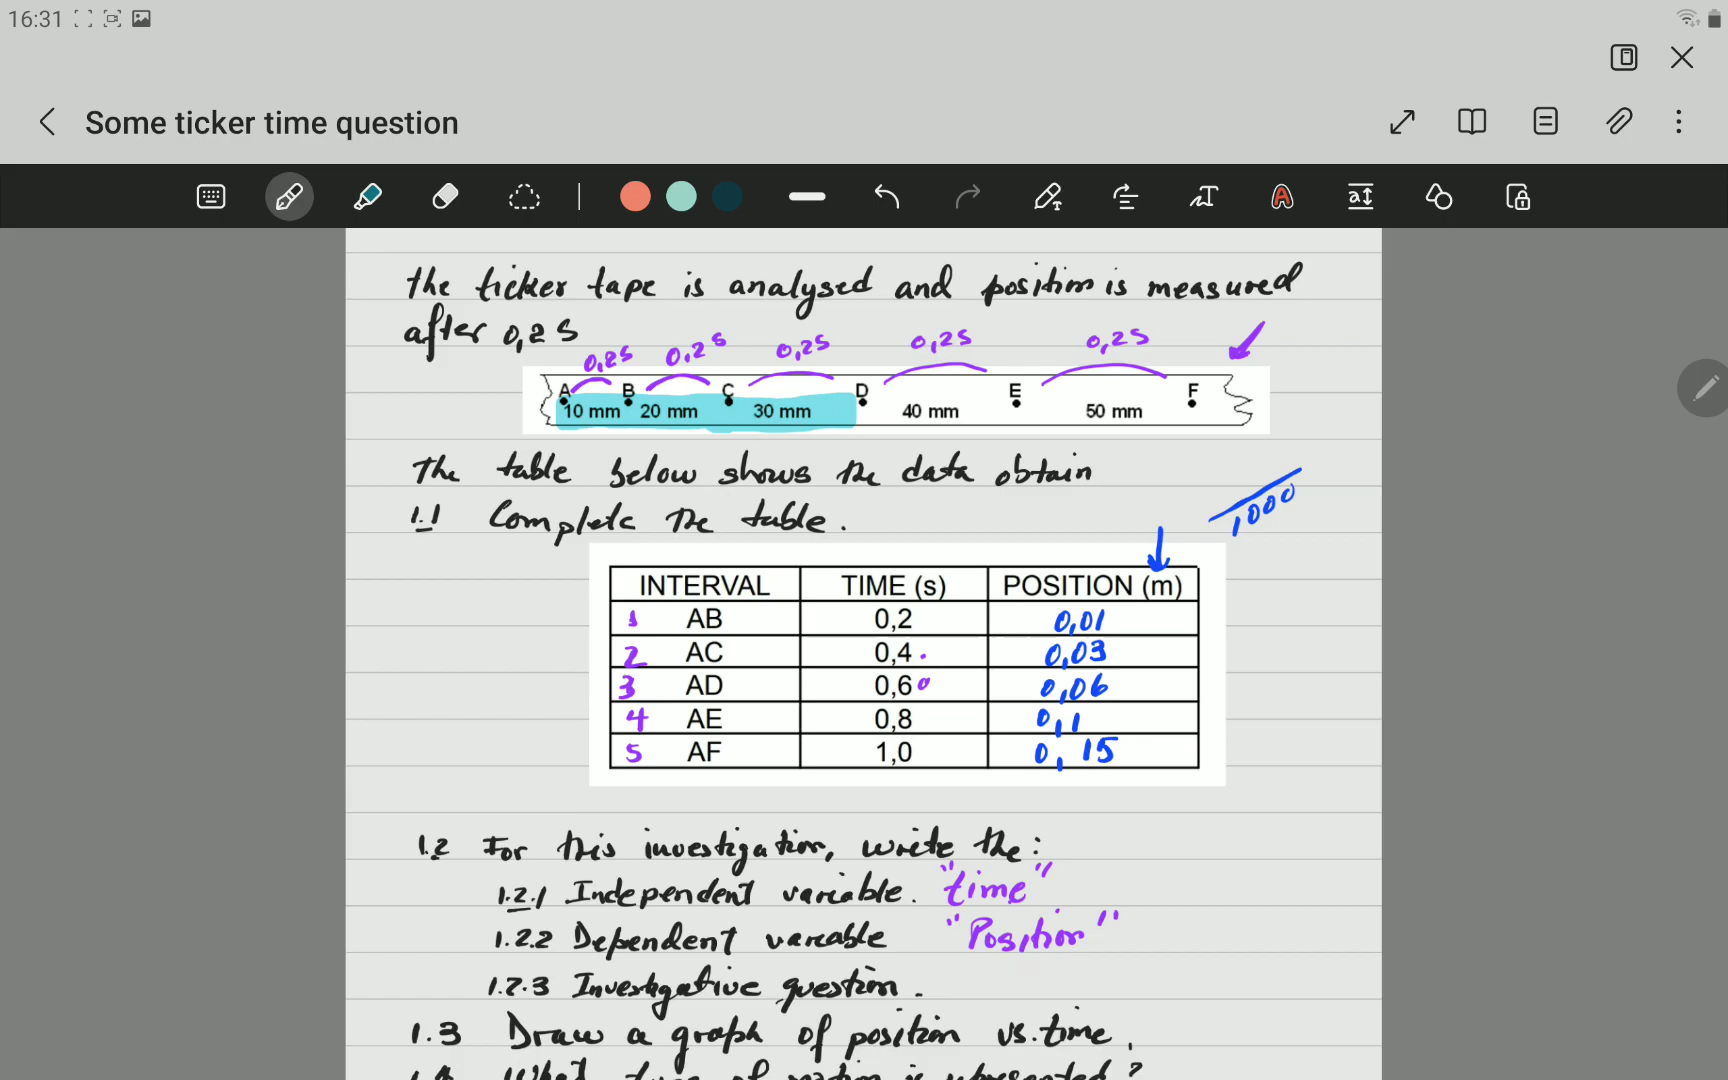 16:31
Some ticker time question
the ticker tape is analysed and position is measured
after 0,2 s
0,2s 0,2s 0,2s 0,2s 0,2s
A B C D E F
10 mm 20 mm 30 mm 40 mm 50 mm
The table below shows the data obtain
1.1 Complete the table.
1000
INTERVAL TIME (s) POSITION (m)
1 AB 0,2 0,01
2 AC 0,4 0,03
3 AD 0,6 0,06
4 AE 0,8 0,1
5 AF 1,0 0,15
1.2 For this investigation, write the:
1.2.1 Independent variable. "time"
1.2.2 Dependent variable "Position"
1.2.3 Investigative question.
1.3 Draw a graph of position vs. time.
What type of motion is represented?